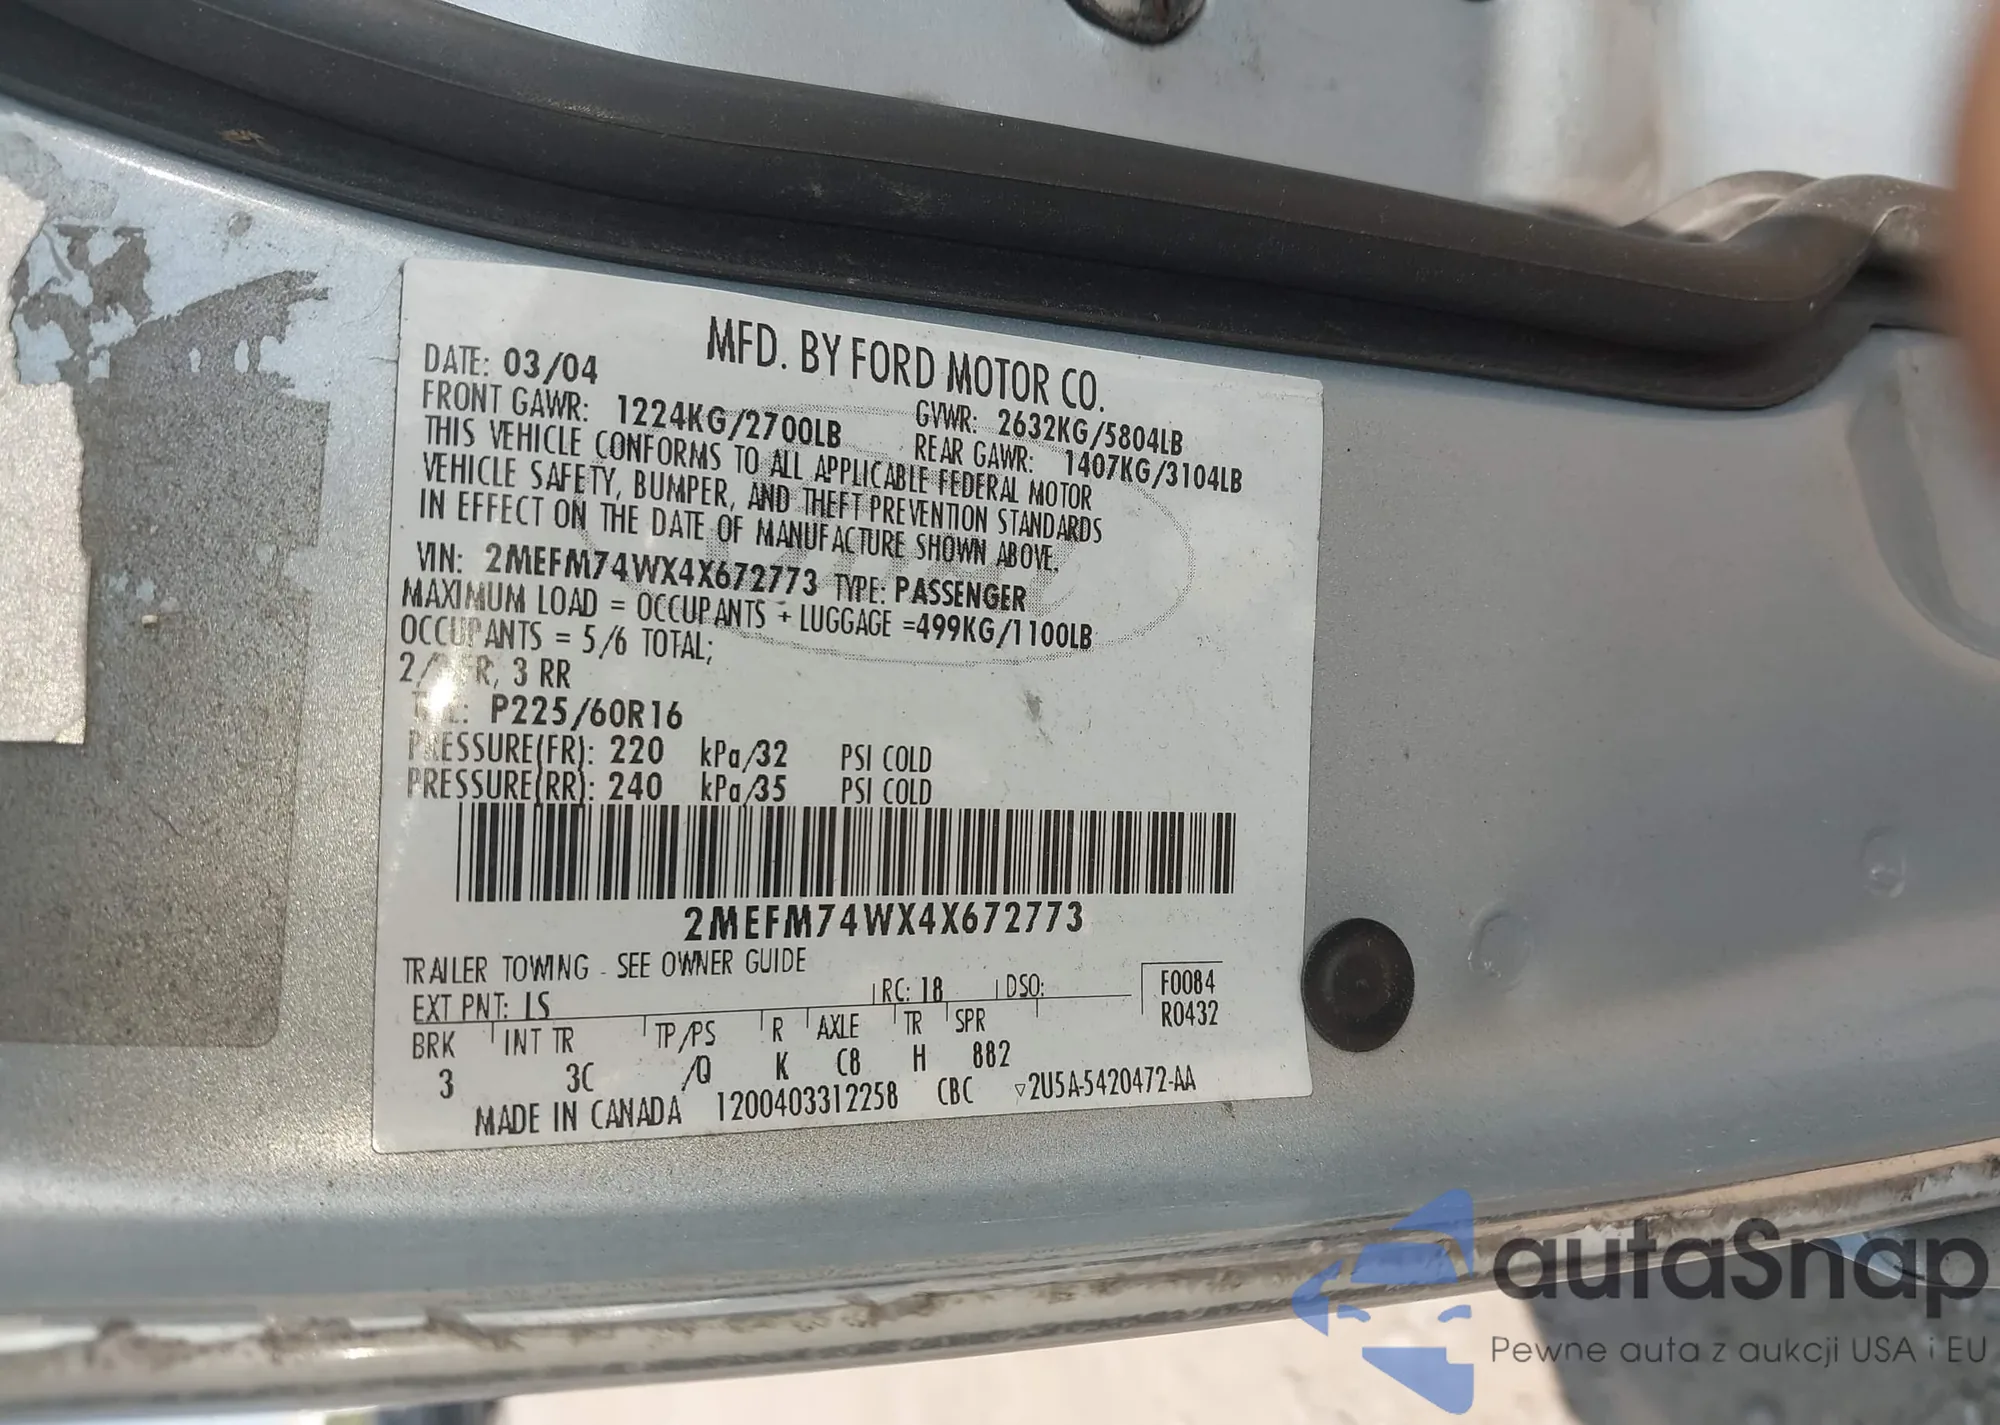 MFD. BY FORD MOTOR CO.
DATE: 03/04
GVWR: 2632KG/5804LB
FRONT GAWR: 1224KG/2700LB
REAR GAWR: 1407KG/3104LB
THIS VEHICLE CONFORMS TO ALL APPLICABLE FEDERAL MOTOR
VEHICLE SAFETY, BUMPER, AND THEFT PREVENTION STANDARDS
IN EFFECT ON THE DATE OF MANUFACTURE SHOWN ABOVE.
VIN: 2MEFM74WX4X672773 TYPE: PASSENGER
MAXIMUM LOAD = OCCUPANTS + LUGGAGE =499KG/1100LB
OCCUPANTS = 5/6 TOTAL;
3 RR
P225/60R16
PRESSURE(FR): 220 kPa/32 PSI COLD
PRESSURE(RR): 240 kPa/35 PSI COLD
2MEFM74WX4X672773
TRAILER TOWING - SEE OWNER GUIDE
EXT PNT: LS RC: 18 DSO:
F0084
R0432
BRK INT TR TP/PS R AXLE TR SPR
3 3C /Q K C8 H 882
MADE IN CANADA 1200403312258 CBC ▽2U5A-5420472-AA
autaSnap
Pewne auta z aukcji USA i EU